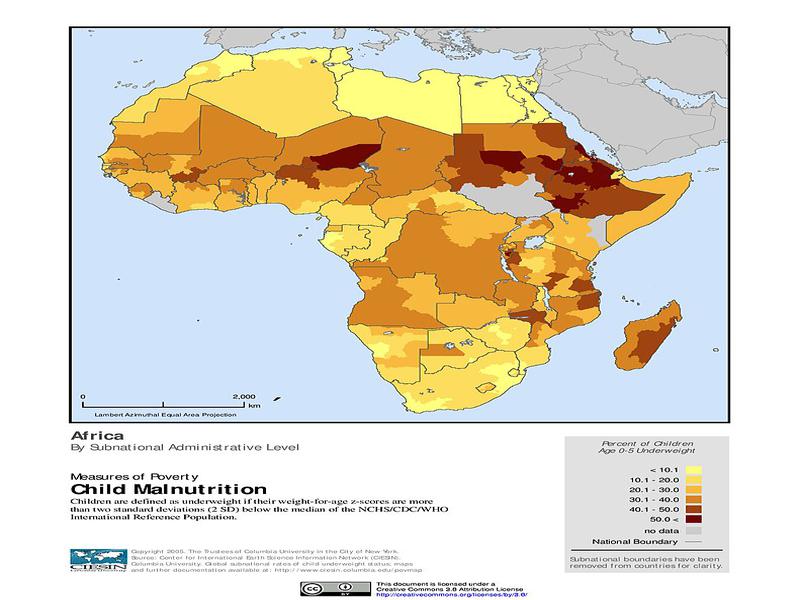 0
2,000
km
Lambert Azimuthal Equal Area Projection
Africa
By Subnational Administrative Level
Measures of Poverty
Child Malnutrition
Children are defined as underweight if their weight-for-age z-scores are more
than two standard deviations (2 SD) below the median of the NCHS/CDC/WHO
International Reference Population.
Percent of Children
Age 0-5 Underweight
< 10.1
10.1 - 20.0
20.1 - 30.0
30.1 - 40.0
40.1 - 50.0
50.0 <
no data
National Boundary
Subnational boundaries have been
removed from countries for clarity.
CIESIN
Copyright 2005. The Trustees of Columbia University in the City of New York.
Source: Center for International Earth Science Information Network (CIESIN),
Columbia University. Global subnational rates of child underweight status; maps
and further documentation available at: http://www.ciesin.columbia.edu/povmap
cc
BY
This document is licensed under a
Creative Commons 3.0 Attribution License
http://creativecommons.org/licenses/by/3.0/